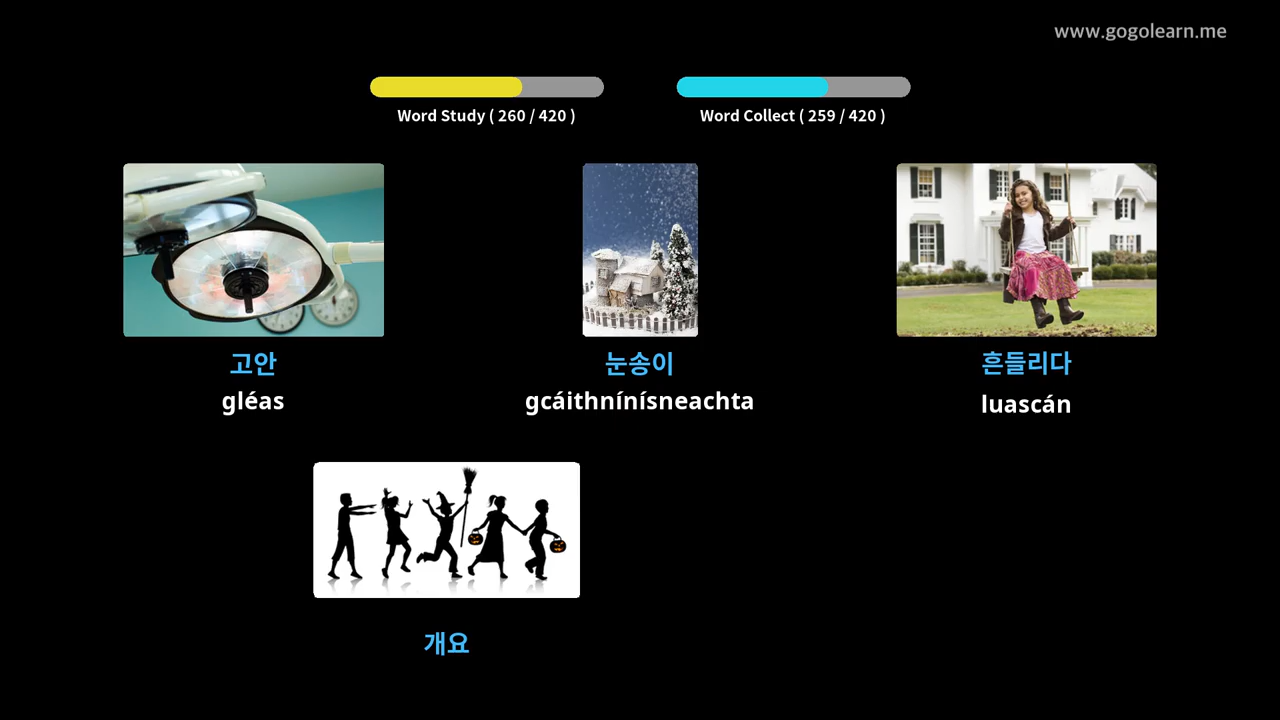 www.gogolearn.me
Word Study ( 260 / 420 )
Word Collect ( 259 / 420 )
고안
눈송이
흔들리다
gléas
gcáithnínísneachta
luascán
개요